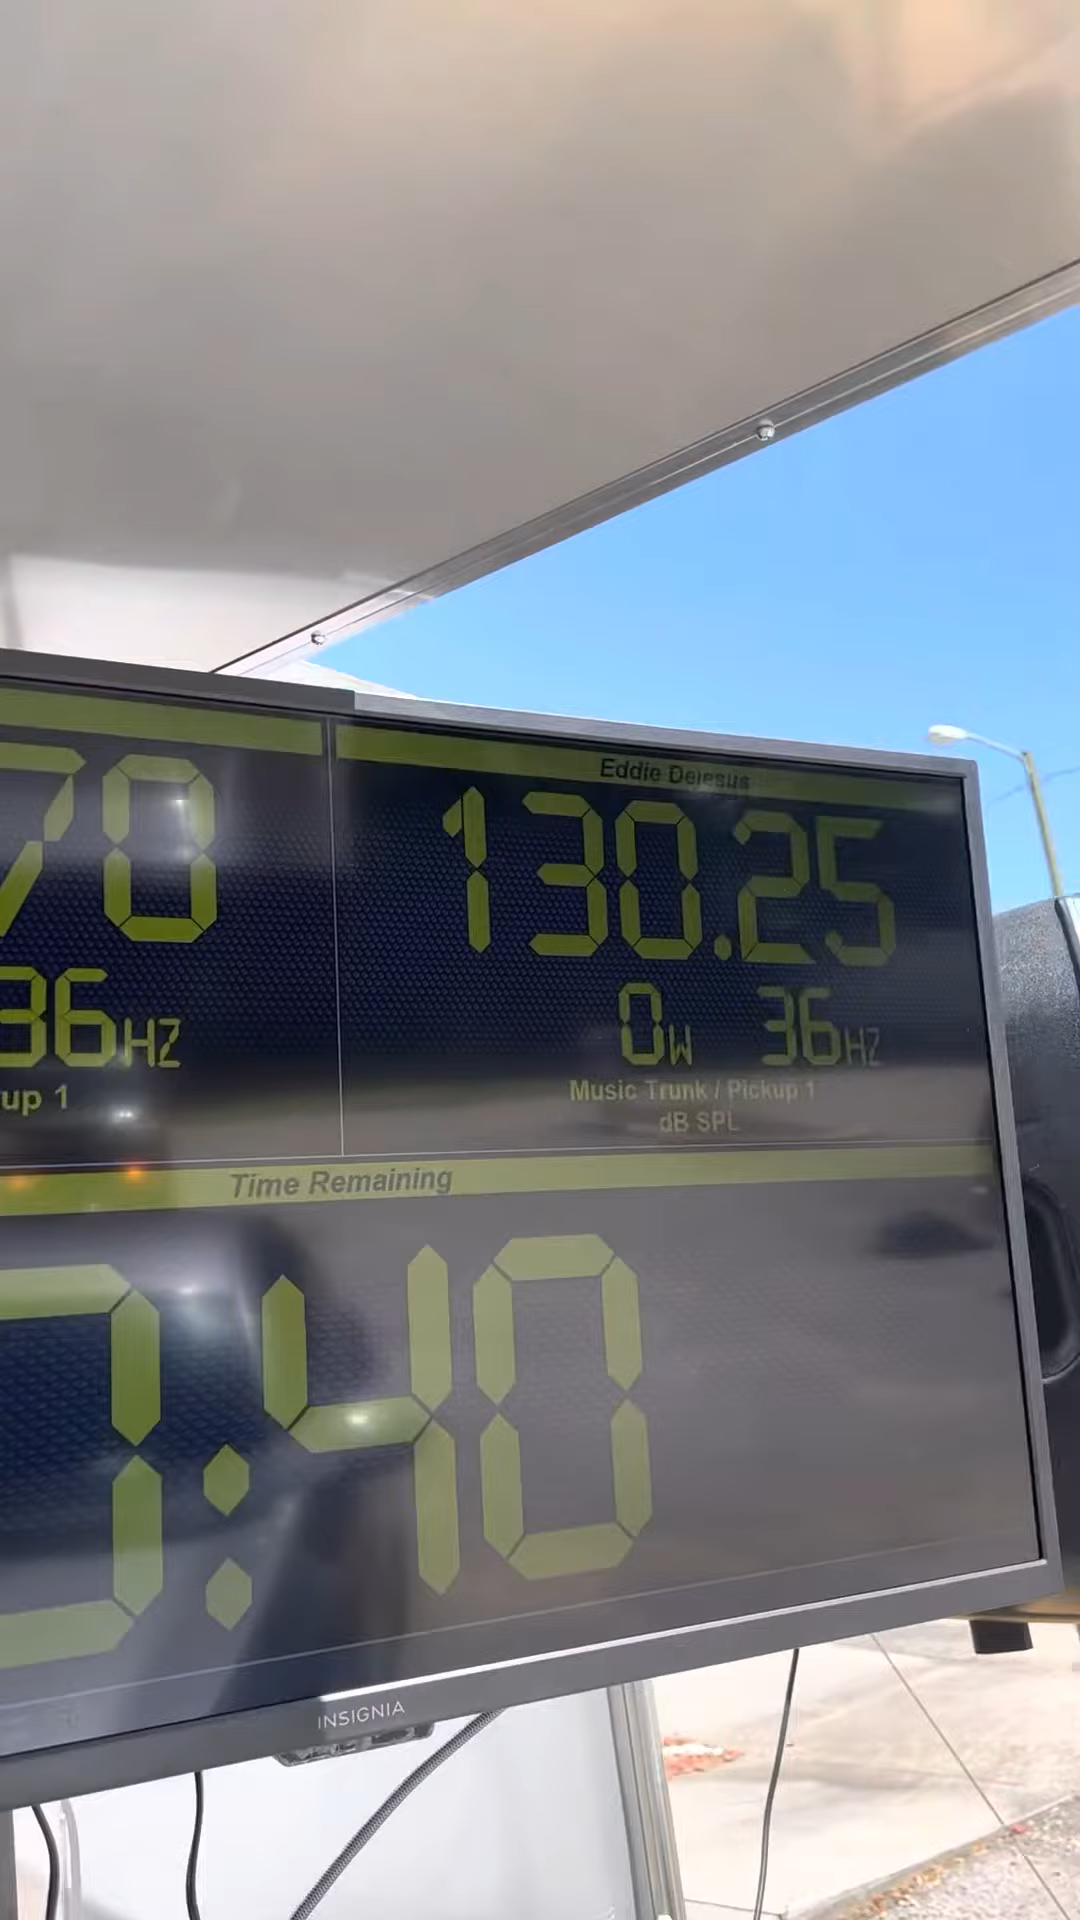 70
36HZ
up 1
Eddie Dejesus
130.25
0W 36HZ
Music Trunk / Pickup 1
dB SPL
Time Remaining
:40
INSIGNIA